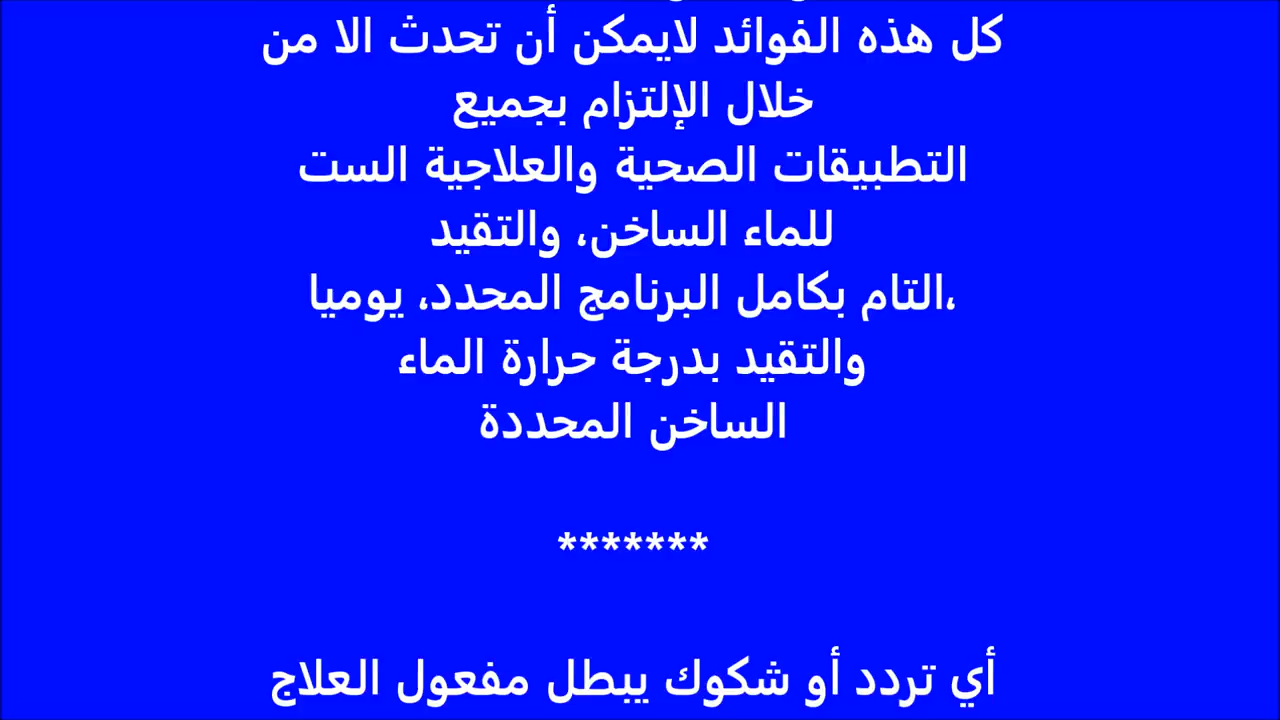 كل هذه الفوائد لايمكن أن تحدث الا من
خلال الإلتزام بجميع
التطبيقات الصحية والعلاجية الست
للماء الساخن، والتقيد
،التام بكامل البرنامج المحدد، يوميا
والتقيد بدرجة حرارة الماء
الساخن المحددة
*******
أي تردد أو شكوك يبطل مفعول العلاج